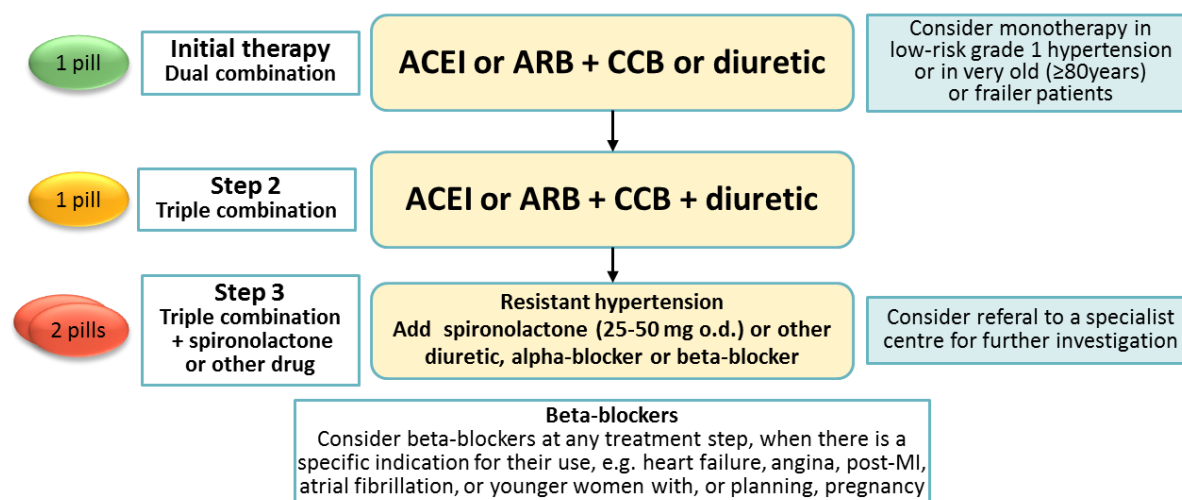 1 pill
Initial therapy
Dual combination
ACEI or ARB + CCB or diuretic
Consider monotherapy in
low-risk grade 1 hypertension
or in very old (≥80years)
or frailer patients
1 pill
Step 2
Triple combination
ACEI or ARB + CCB + diuretic
2 pills
Step 3
Triple combination
+ spironolactone
or other drug
Resistant hypertension
Add spironolactone (25-50 mg o.d.) or other
diuretic, alpha-blocker or beta-blocker
Consider referal to a specialist
centre for further investigation
Beta-blockers
Consider beta-blockers at any treatment step, when there is a
specific indication for their use, e.g. heart failure, angina, post-MI,
atrial fibrillation, or younger women with, or planning, pregnancy